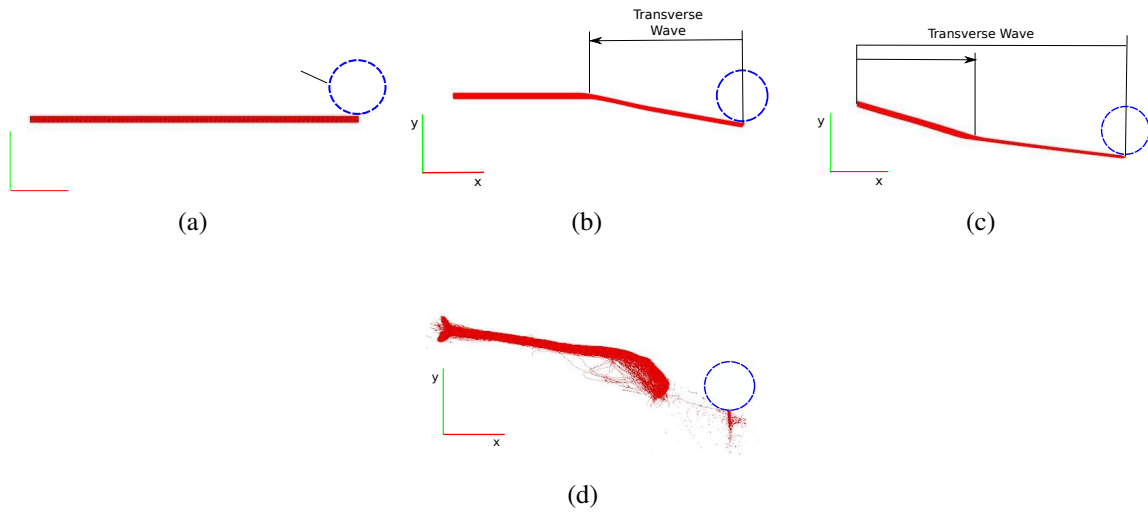 Transverse
Wave
y
x
(a)
(b)
Transverse Wave
y
x
(c)
y
x
(d)